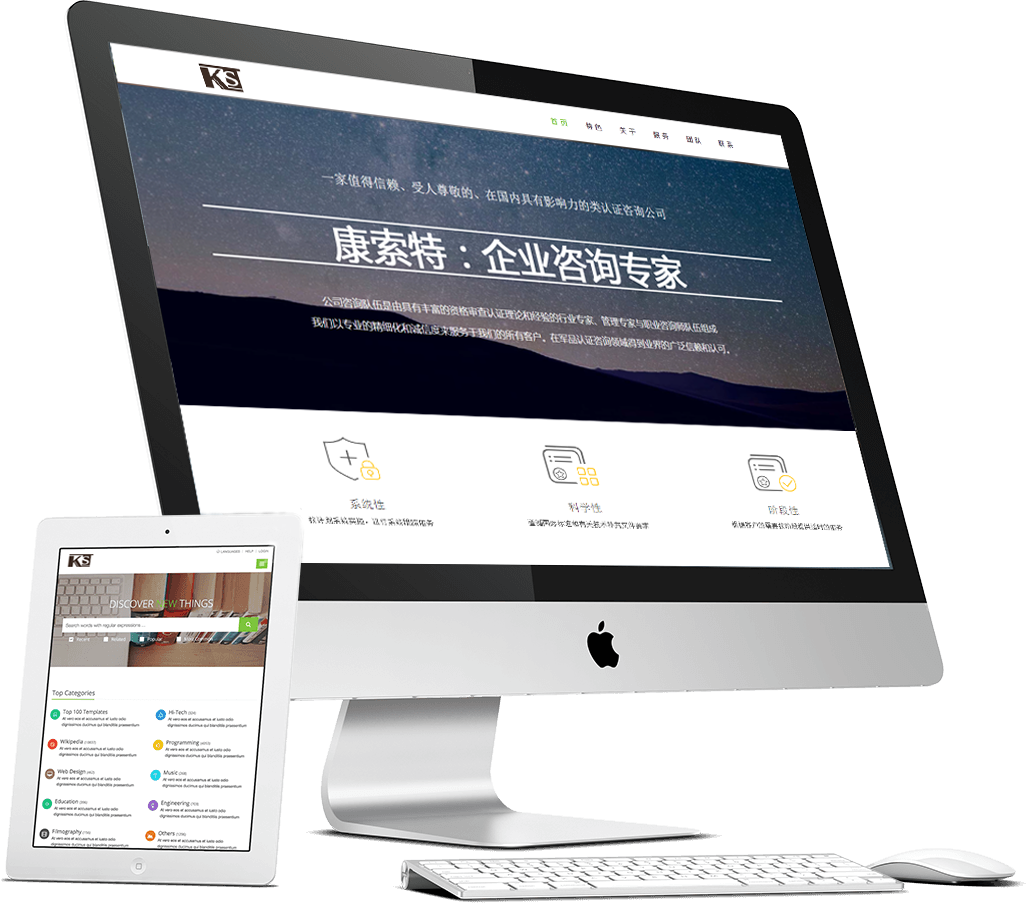 KS
首页 特色 关于 服务 团队 联系
一家值得信赖、受人尊敬的、在国内具有影响力的类认证咨询公司
康索特：企业咨询专家
公司咨询队伍是由具有丰富的资格审查认证理论和经验的行业专家、管理专家与职业咨询师队伍组成
我们以专业的精细化和诚信度来服务于我们的所有客户。在军品认证咨询领域得到业界的广泛信赖和认可。
系统性 科学性 阶段性
LANGUAGES HELP LOGIN
KS
DISCOVER NEW THINGS
Search words with regular expressions ...
Recent Related Popular Most Comments
Top Categories
Top 100 Templates
At vero eos et accusamus et iusto odio
dignissimos ducimus qui blanditiis praesentium
Hi-Tech
At vero eos et accusamus et iusto odio
dignissimos ducimus qui blanditiis praesentium
Wikipedia
At vero eos et accusamus et iusto odio
dignissimos ducimus qui blanditiis praesentium
Programming
At vero eos et accusamus et iusto odio
dignissimos ducimus qui blanditiis praesentium
Web Design
At vero eos et accusamus et iusto odio
dignissimos ducimus qui blanditiis praesentium
Music
At vero eos et accusamus et iusto odio
dignissimos ducimus qui blanditiis praesentium
Education
At vero eos et accusamus et iusto odio
dignissimos ducimus qui blanditiis praesentium
Engineering
At vero eos et accusamus et iusto odio
dignissimos ducimus qui blanditiis praesentium
Filmography
At vero eos et accusamus et iusto odio
dignissimos ducimus qui blanditiis praesentium
Others
At vero eos et accusamus et iusto odio
dignissimos ducimus qui blanditiis praesentium